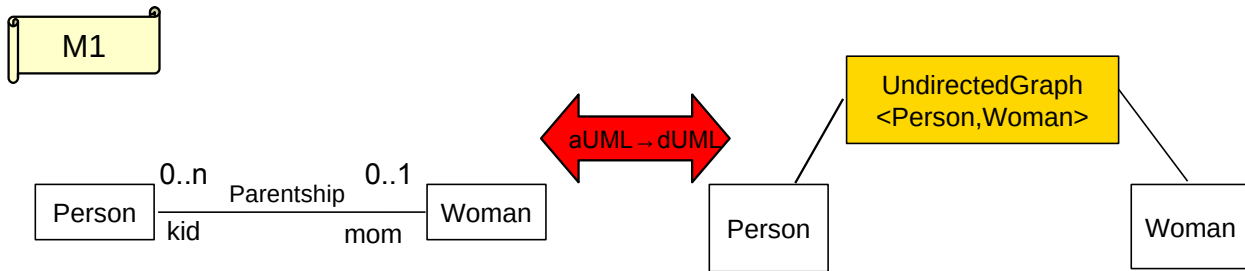 M1
UndirectedGraph
<Person,Woman>
aUML→dUML
0..n
Parentship
0..1
Person
Woman
kid
mom
Person
Woman